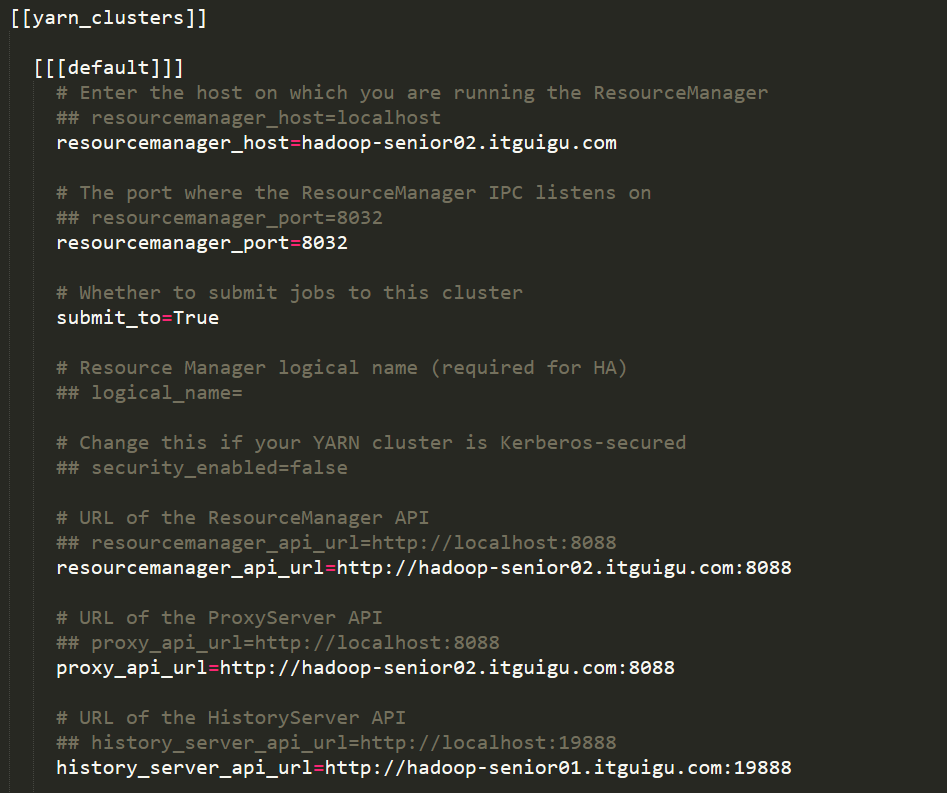 [[yarn_clusters]]
[[[default]]]
# Enter the host on which you are running the ResourceManager
## resourcemanager_host=localhost
resourcemanager_host=hadoop-senior02.itguigu.com
# The port where the ResourceManager IPC listens on
## resourcemanager_port=8032
resourcemanager_port=8032
# Whether to submit jobs to this cluster
submit_to=True
# Resource Manager logical name (required for HA)
## logical_name=
# Change this if your YARN cluster is Kerberos-secured
## security_enabled=false
# URL of the ResourceManager API
## resourcemanager_api_url=http://localhost:8088
resourcemanager_api_url=http://hadoop-senior02.itguigu.com:8088
# URL of the ProxyServer API
## proxy_api_url=http://localhost:8088
proxy_api_url=http://hadoop-senior02.itguigu.com:8088
# URL of the HistoryServer API
## history_server_api_url=http://localhost:19888
history_server_api_url=http://hadoop-senior01.itguigu.com:19888